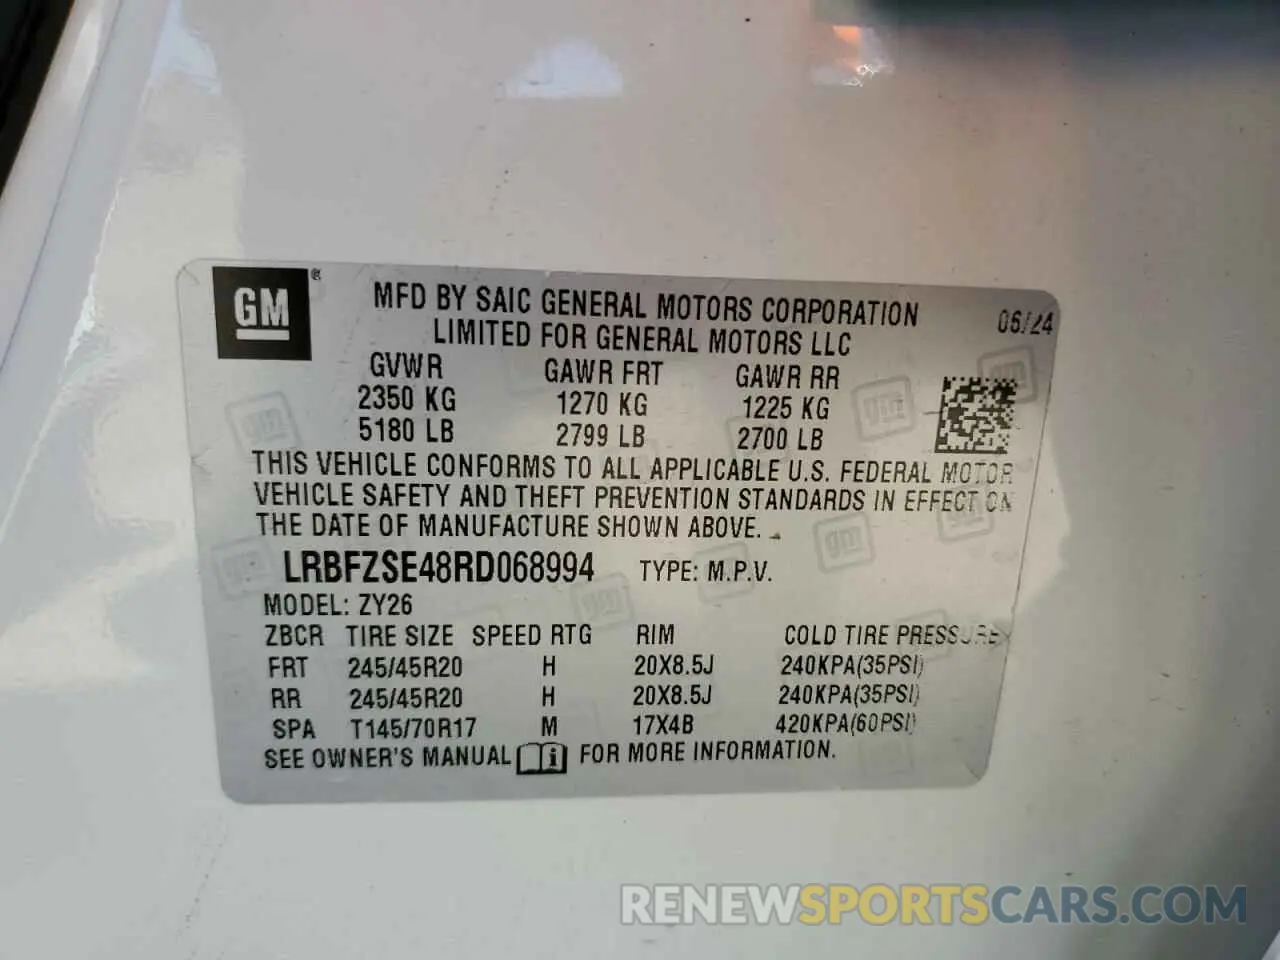 GM ®
MFD BY SAIC GENERAL MOTORS CORPORATION
LIMITED FOR GENERAL MOTORS LLC
06/24
GVWR GAWR FRT GAWR RR
2350 KG 1270 KG 1225 KG
5180 LB 2799 LB 2700 LB
THIS VEHICLE CONFORMS TO ALL APPLICABLE U.S. FEDERAL MOTOR
VEHICLE SAFETY AND THEFT PREVENTION STANDARDS IN EFFECT ON
THE DATE OF MANUFACTURE SHOWN ABOVE.
LRBFZSE48RD068994 TYPE: M.P.V.
MODEL: ZY26
ZBCR TIRE SIZE SPEED RTG RIM COLD TIRE PRESSURE
FRT 245/45R20 H 20X8.5J 240KPA(35PSI)
RR 245/45R20 H 20X8.5J 240KPA(35PSI)
SPA T145/70R17 M 17X4B 420KPA(60PSI)
SEE OWNER'S MANUAL i FOR MORE INFORMATION.
RENEWSPORTSCARS.COM